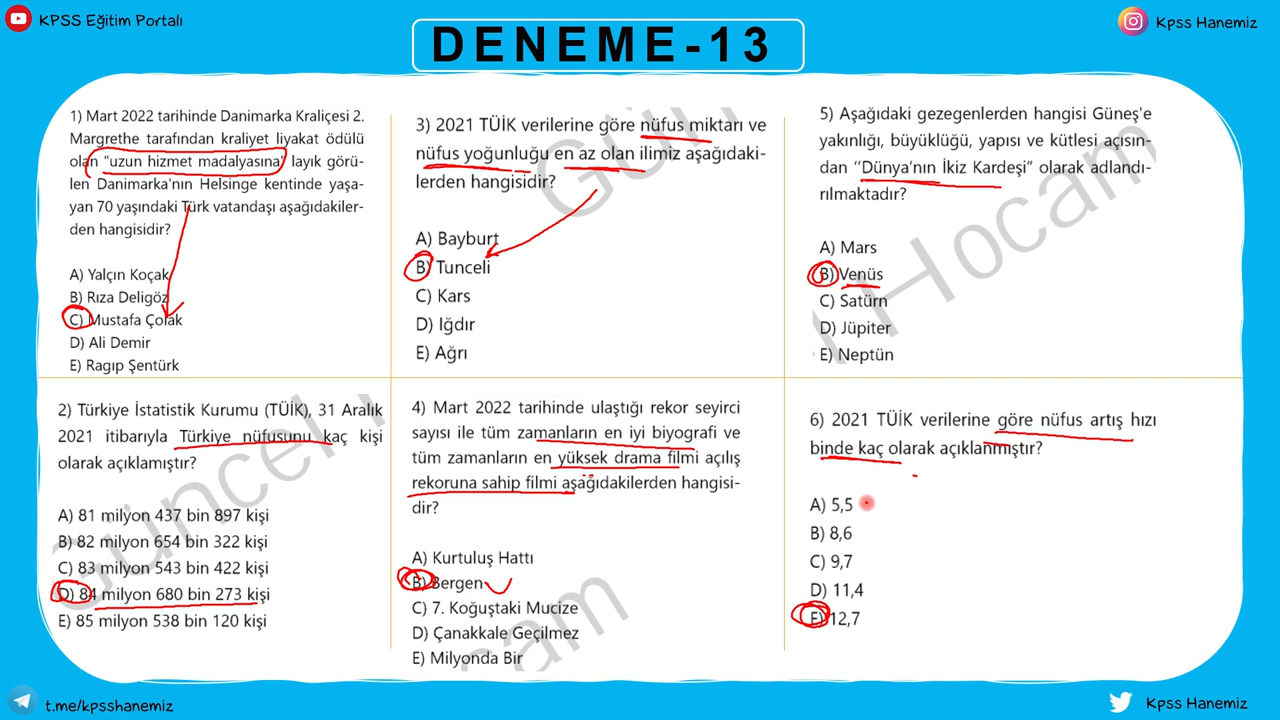 KPSS Eğitim Portalı
DENEME-13
Kpss Hanemiz
1) Mart 2022 tarihinde Danimarka Kraliçesi 2.
Margrethe tarafından kraliyet liyakat ödülü
olan "uzun hizmet madalyasına" layık görü-
len Danimarka'nın Helsinge kentinde yaşa-
yan 70 yaşındaki Türk vatandaşı aşağıdakiler-
den hangisidir?
A) Yalçın Koçak
B) Rıza Deligöz
C) Mustafa Çolak
D) Ali Demir
E) Ragıp Şentürk
2) Türkiye İstatistik Kurumu (TÜİK), 31 Aralık
2021 itibarıyla Türkiye nüfusunu kaç kişi
olarak açıklamıştır?
A) 81 milyon 437 bin 897 kişi
B) 82 milyon 654 bin 322 kişi
C) 83 milyon 543 bin 422 kişi
D) 84 milyon 680 bin 273 kişi
E) 85 milyon 538 bin 120 kişi
3) 2021 TÜİK verilerine göre nüfus miktarı ve
nüfus yoğunluğu en az olan ilimiz aşağıdaki-
lerden hangisidir?
A) Bayburt
B) Tunceli
C) Kars
D) Iğdır
E) Ağrı
4) Mart 2022 tarihinde ulaştığı rekor seyirci
sayısı ile tüm zamanların en iyi biyografi ve
tüm zamanların en yüksek drama filmi açılış
rekoruna sahip filmi aşağıdakilerden hangisi-
dir?
A) Kurtuluş Hattı
B) Bergen
C) 7. Koğuştaki Mucize
D) Çanakkale Geçilmez
E) Milyonda Bir
5) Aşağıdaki gezegenlerden hangisi Güneş'e
yakınlığı, büyüklüğü, yapısı ve kütlesi açısın-
dan ‘‘Dünya’nın İkiz Kardeşi” olarak adlandı-
rılmaktadır?
A) Mars
B) Venüs
C) Satürn
D) Jüpiter
E) Neptün
6) 2021 TÜİK verilerine göre nüfus artış hızı
binde kaç olarak açıklanmıştır?
A) 5,5
B) 8,6
C) 9,7
D) 11,4
E) 12,7
Güncel
Hocam
t.me/kpsshanemiz
Kpss Hanemiz